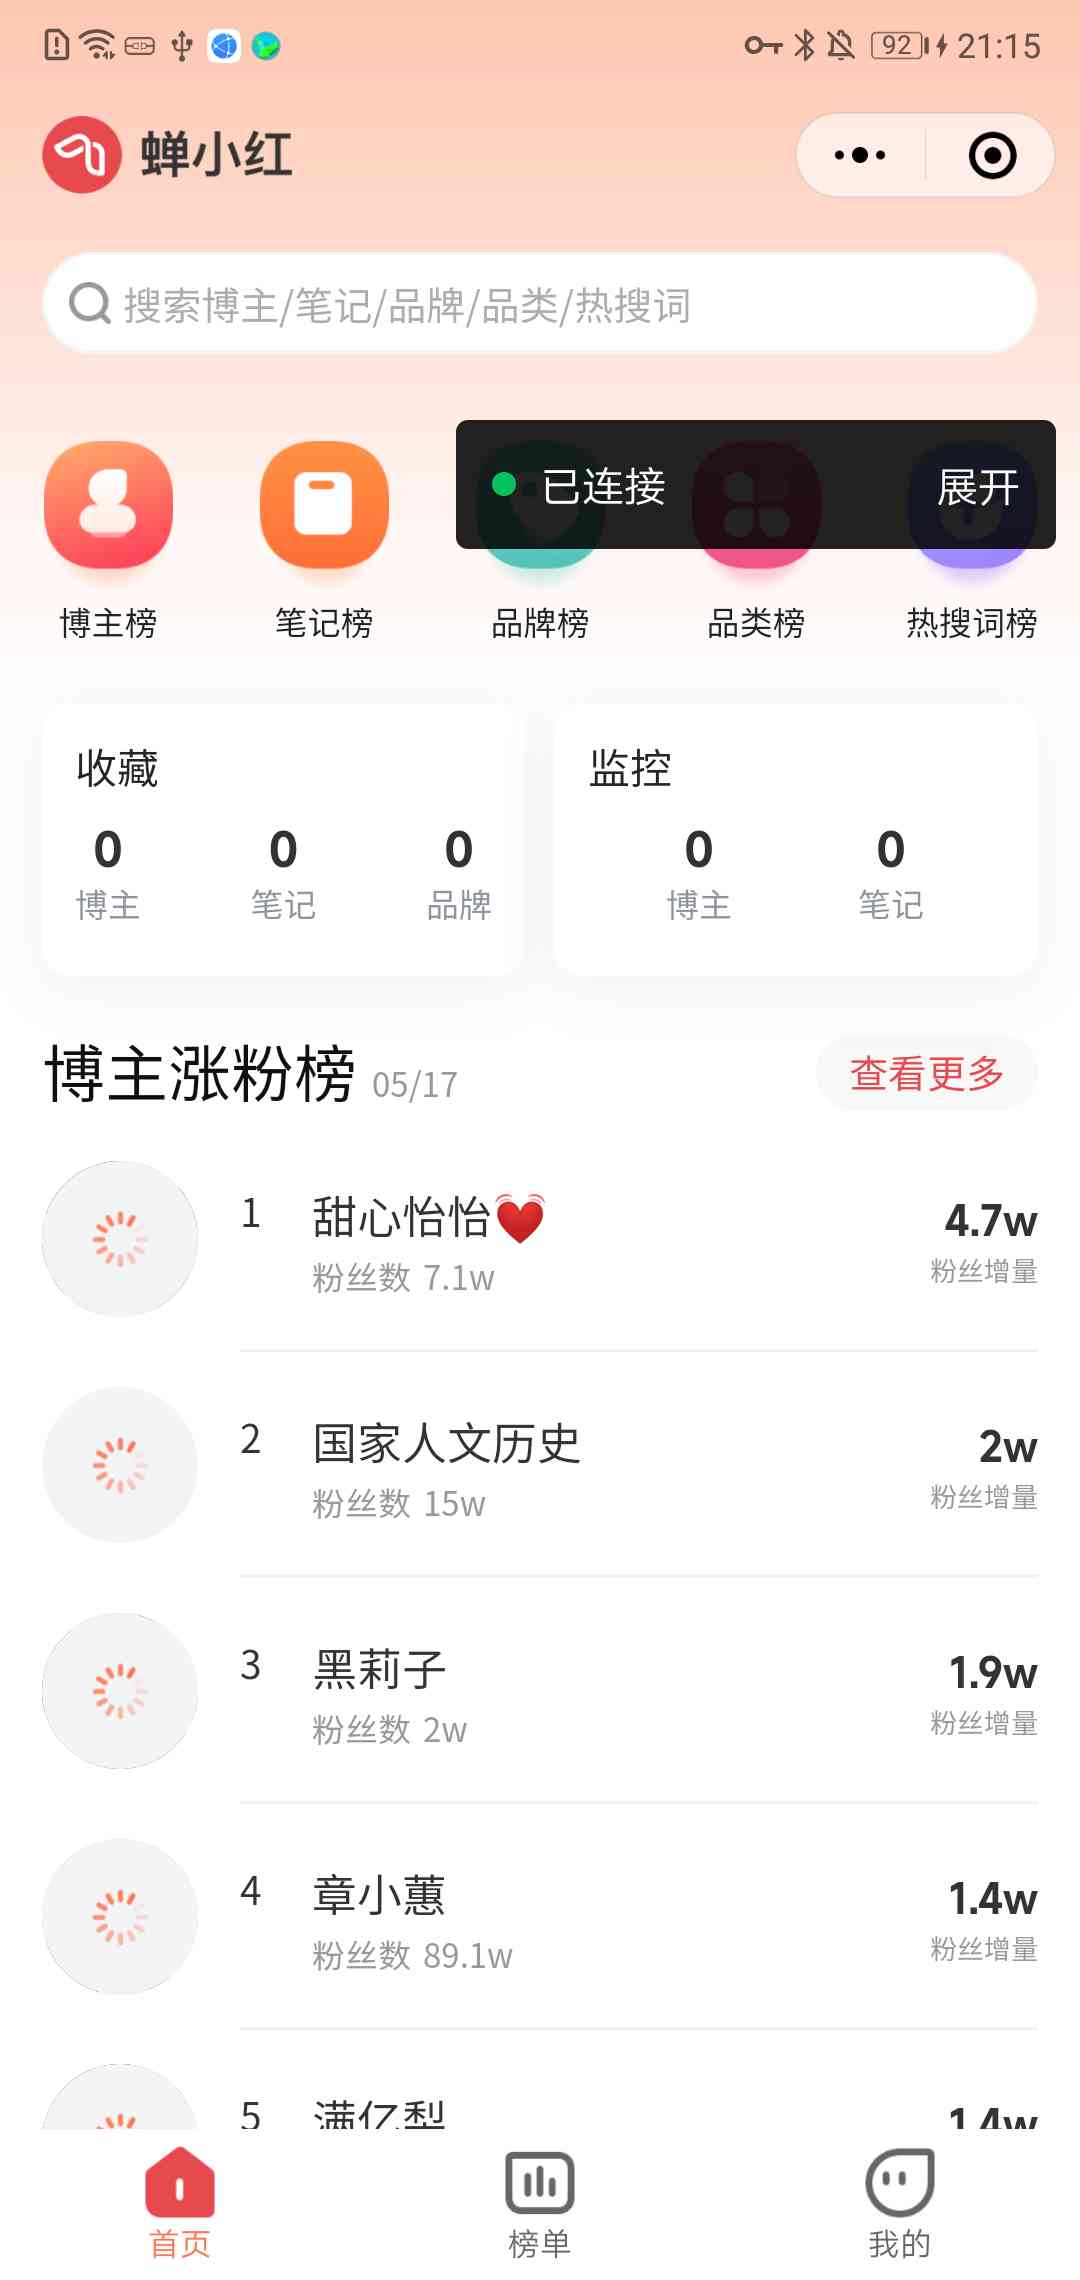 92 21:15
蝉小红
搜索博主/笔记/品牌/品类/热搜词
已连接 展开
博主榜 笔记榜 品牌榜 品类榜 热搜词榜
收藏 监控
0 0 0 0 0
博主 笔记 品牌 博主 笔记
博主涨粉榜 05/17 查看更多
1 甜心怡怡💓 4.7w
粉丝数 7.1w 粉丝增量
2 国家人文历史 2w
粉丝数 15w 粉丝增量
3 黑莉子 1.9w
粉丝数 2w 粉丝增量
4 章小蕙 1.4w
粉丝数 89.1w 粉丝增量
5 满亿梨 1.4w
首页 榜单 我的